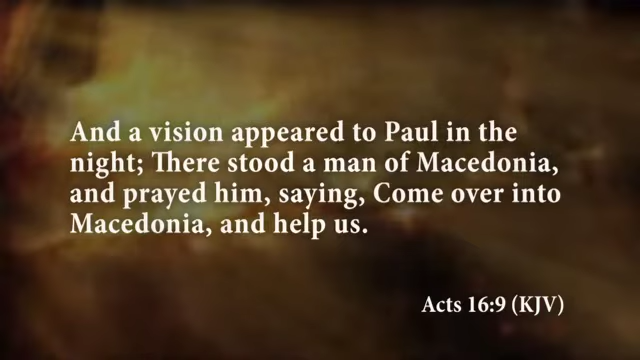 And a vision appeared to Paul in the
night; There stood a man of Macedonia,
and prayed him, saying, Come over into
Macedonia, and help us.
Acts 16:9 (KJV)